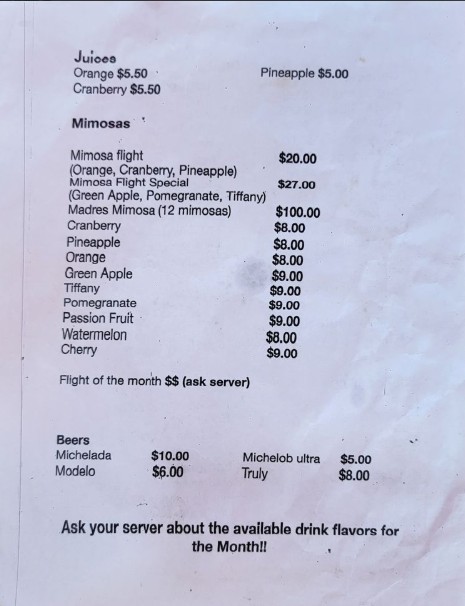 Juices
Orange $5.50 Pineapple $5.00
Cranberry $5.50
Mimosas
Mimosa flight $20.00
(Orange, Cranberry, Pineapple)
Mimosa Flight Special $27.00
(Green Apple, Pomegranate, Tiffany)
Madres Mimosa (12 mimosas) $100.00
Cranberry $8.00
Pineapple $8.00
Orange $8.00
Green Apple $9.00
Tiffany $9.00
Pomegranate $9.00
Passion Fruit $9.00
Watermelon $8.00
Cherry $9.00
Flight of the month $$ (ask server)
Beers
Michelada $10.00 Michelob ultra $5.00
Modelo $6.00 Truly $8.00
Ask your server about the available drink flavors for
the Month!!